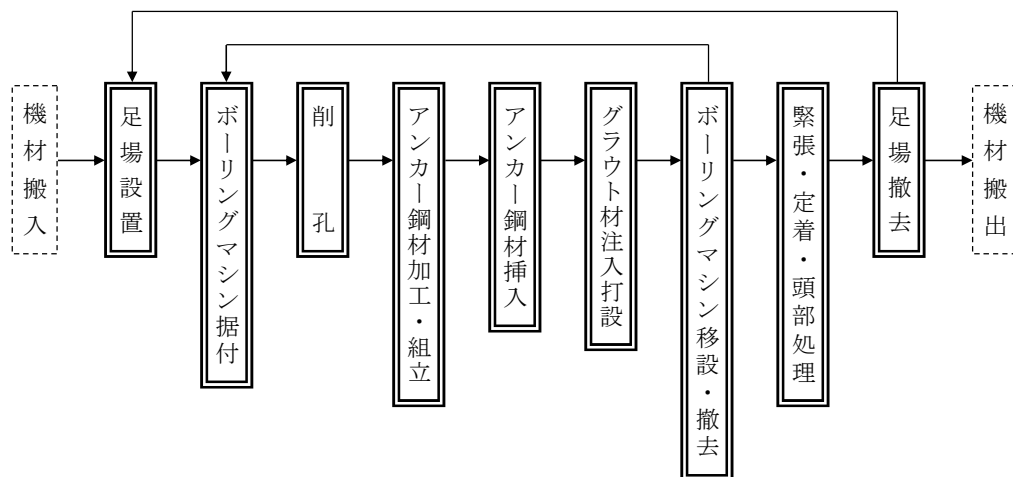 機材搬入
足場設置
ボーリングマシン据付
削孔
アンカー鋼材加工・組立
アンカー鋼材挿入
グラウト材注入打設
ボーリングマシン移設・撤去
緊張・定着・頭部処理
足場撤去
機材搬出